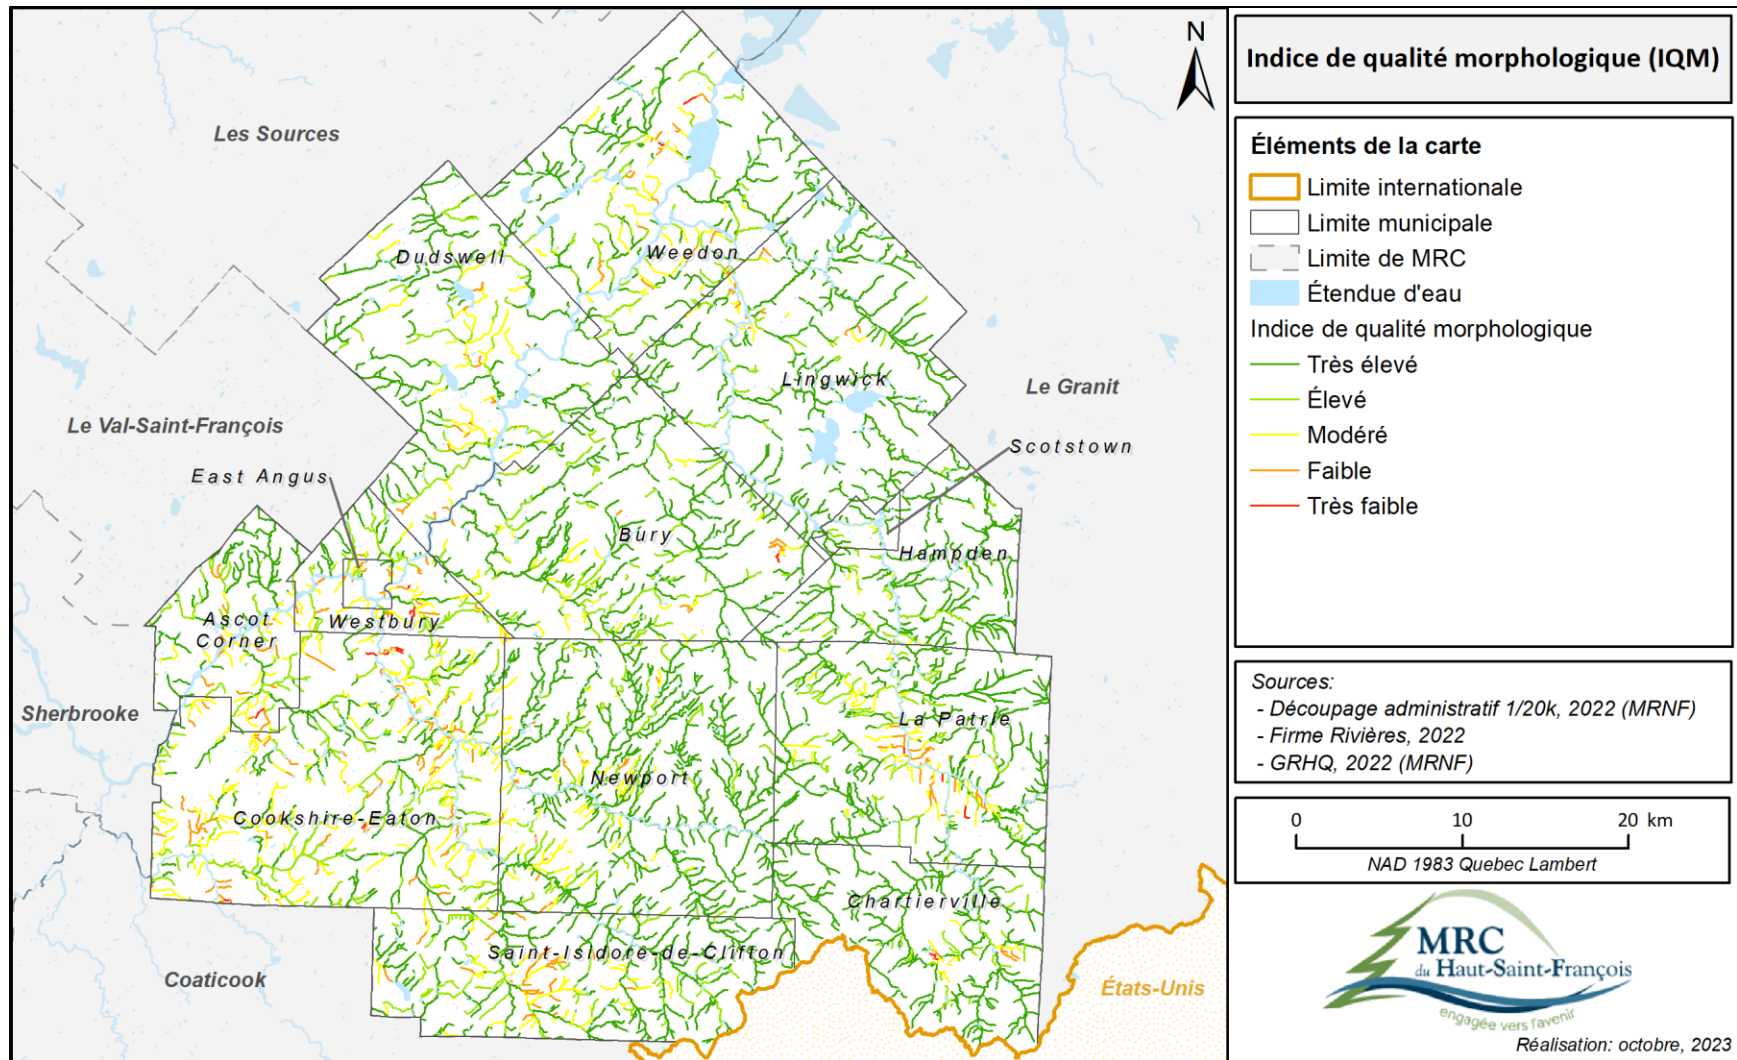 N
Les Sources
Dudswell
Weedon
Lingwick
Le Granit
Le Val-Saint-François
Scotstown
East Angus
Bury
Hampden
Ascot
Corner
Westbury
Sherbrooke
La Patrie
Newport
Cookshire-Eaton
Chartierville
Saint-Isidore-de-Clifton
Coaticook
États-Unis
Indice de qualité morphologique (IQM)
Éléments de la carte
Limite internationale
Limite municipale
Limite de MRC
Étendue d'eau
Indice de qualité morphologique
Très élevé
Élevé
Modéré
Faible
Très faible
Sources:
- Découpage administratif 1/20k, 2022 (MRNF)
- Firme Rivières, 2022
- GRHQ, 2022 (MRNF)
0 10 20 km
NAD 1983 Quebec Lambert
MRC
du Haut-Saint-François
engagée vers l'avenir
Réalisation: octobre, 2023